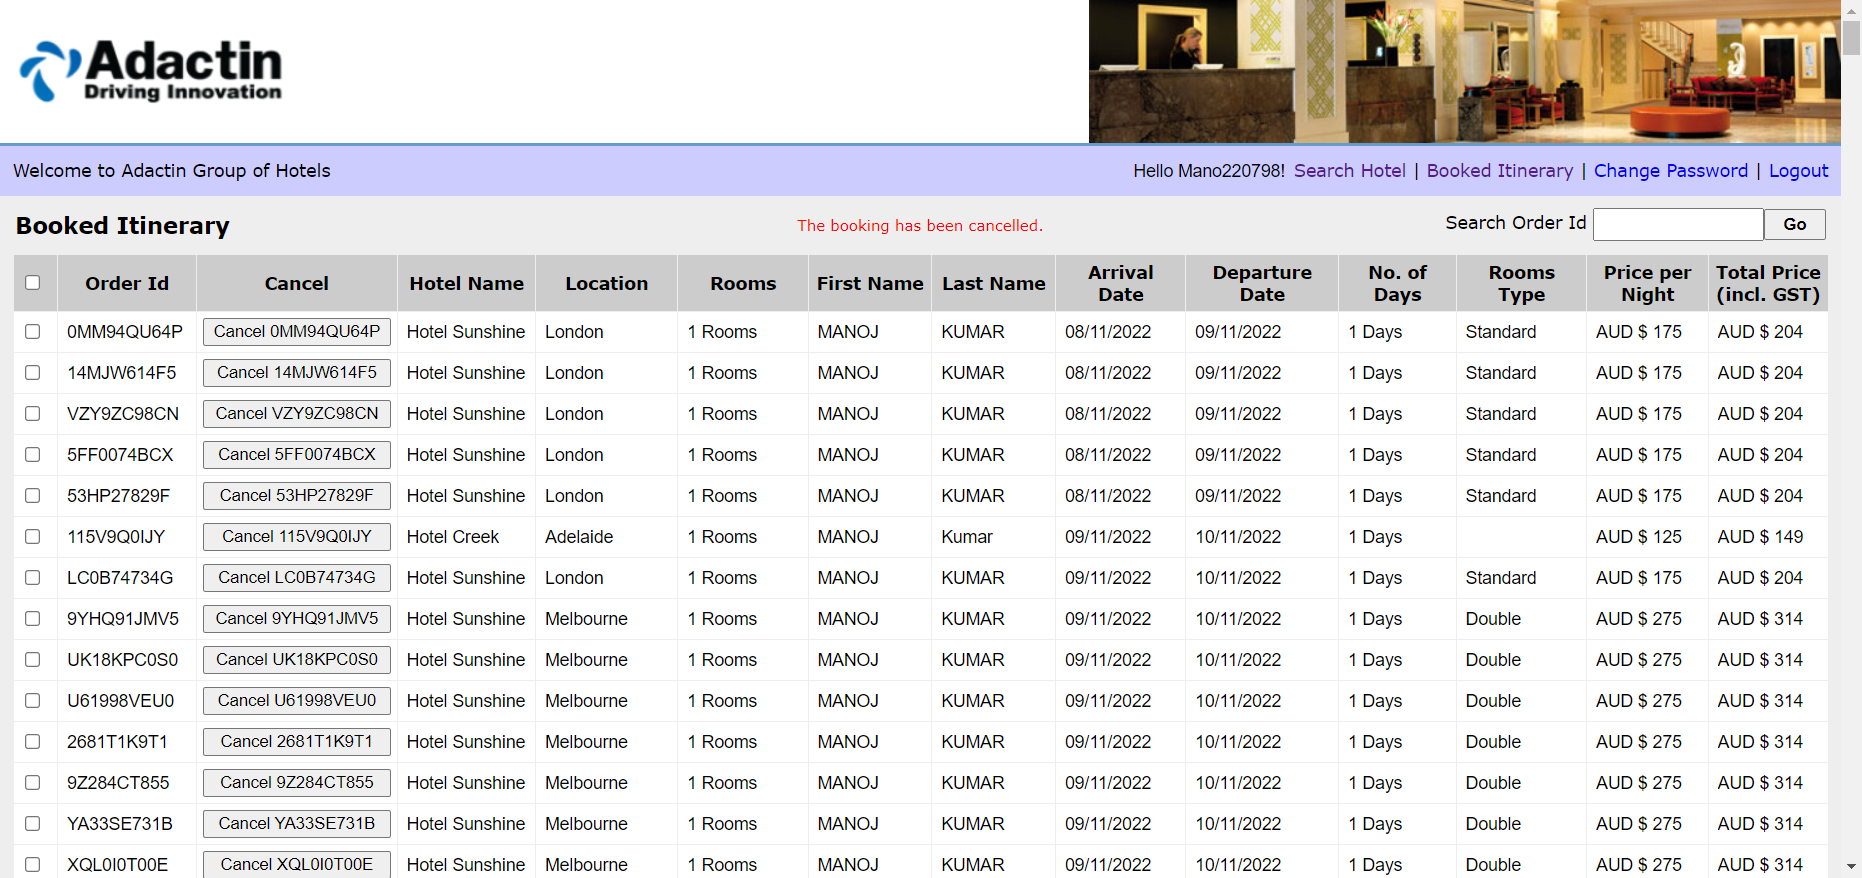 Adactin
Driving Innovation
Welcome to Adactin Group of Hotels
Hello Mano220798! Search Hotel | Booked Itinerary | Change Password | Logout
Booked Itinerary
The booking has been cancelled.
Search Order Id Go
Order Id Cancel Hotel Name Location Rooms First Name Last Name Arrival Date Departure Date No. of Days Rooms Type Price per Night Total Price (incl. GST)
0MM94QU64P Cancel 0MM94QU64P Hotel Sunshine London 1 Rooms MANOJ KUMAR 08/11/2022 09/11/2022 1 Days Standard AUD $ 175 AUD $ 204
14MJW614F5 Cancel 14MJW614F5 Hotel Sunshine London 1 Rooms MANOJ KUMAR 08/11/2022 09/11/2022 1 Days Standard AUD $ 175 AUD $ 204
VZY9ZC98CN Cancel VZY9ZC98CN Hotel Sunshine London 1 Rooms MANOJ KUMAR 08/11/2022 09/11/2022 1 Days Standard AUD $ 175 AUD $ 204
5FF0074BCX Cancel 5FF0074BCX Hotel Sunshine London 1 Rooms MANOJ KUMAR 08/11/2022 09/11/2022 1 Days Standard AUD $ 175 AUD $ 204
53HP27829F Cancel 53HP27829F Hotel Sunshine London 1 Rooms MANOJ KUMAR 08/11/2022 09/11/2022 1 Days Standard AUD $ 175 AUD $ 204
115V9Q0IJY Cancel 115V9Q0IJY Hotel Creek Adelaide 1 Rooms MANOJ Kumar 09/11/2022 10/11/2022 1 Days AUD $ 125 AUD $ 149
LC0B74734G Cancel LC0B74734G Hotel Sunshine London 1 Rooms MANOJ KUMAR 09/11/2022 10/11/2022 1 Days Standard AUD $ 175 AUD $ 204
9YHQ91JMV5 Cancel 9YHQ91JMV5 Hotel Sunshine Melbourne 1 Rooms MANOJ KUMAR 09/11/2022 10/11/2022 1 Days Double AUD $ 275 AUD $ 314
UK18KPC0S0 Cancel UK18KPC0S0 Hotel Sunshine Melbourne 1 Rooms MANOJ KUMAR 09/11/2022 10/11/2022 1 Days Double AUD $ 275 AUD $ 314
U61998VEU0 Cancel U61998VEU0 Hotel Sunshine Melbourne 1 Rooms MANOJ KUMAR 09/11/2022 10/11/2022 1 Days Double AUD $ 275 AUD $ 314
2681T1K9T1 Cancel 2681T1K9T1 Hotel Sunshine Melbourne 1 Rooms MANOJ KUMAR 09/11/2022 10/11/2022 1 Days Double AUD $ 275 AUD $ 314
9Z284CT855 Cancel 9Z284CT855 Hotel Sunshine Melbourne 1 Rooms MANOJ KUMAR 09/11/2022 10/11/2022 1 Days Double AUD $ 275 AUD $ 314
YA33SE731B Cancel YA33SE731B Hotel Sunshine Melbourne 1 Rooms MANOJ KUMAR 09/11/2022 10/11/2022 1 Days Double AUD $ 275 AUD $ 314
XQL0I0T00E Cancel XQL0I0T00E Hotel Sunshine Melbourne 1 Rooms MANOJ KUMAR 09/11/2022 10/11/2022 1 Days Double AUD $ 275 AUD $ 314